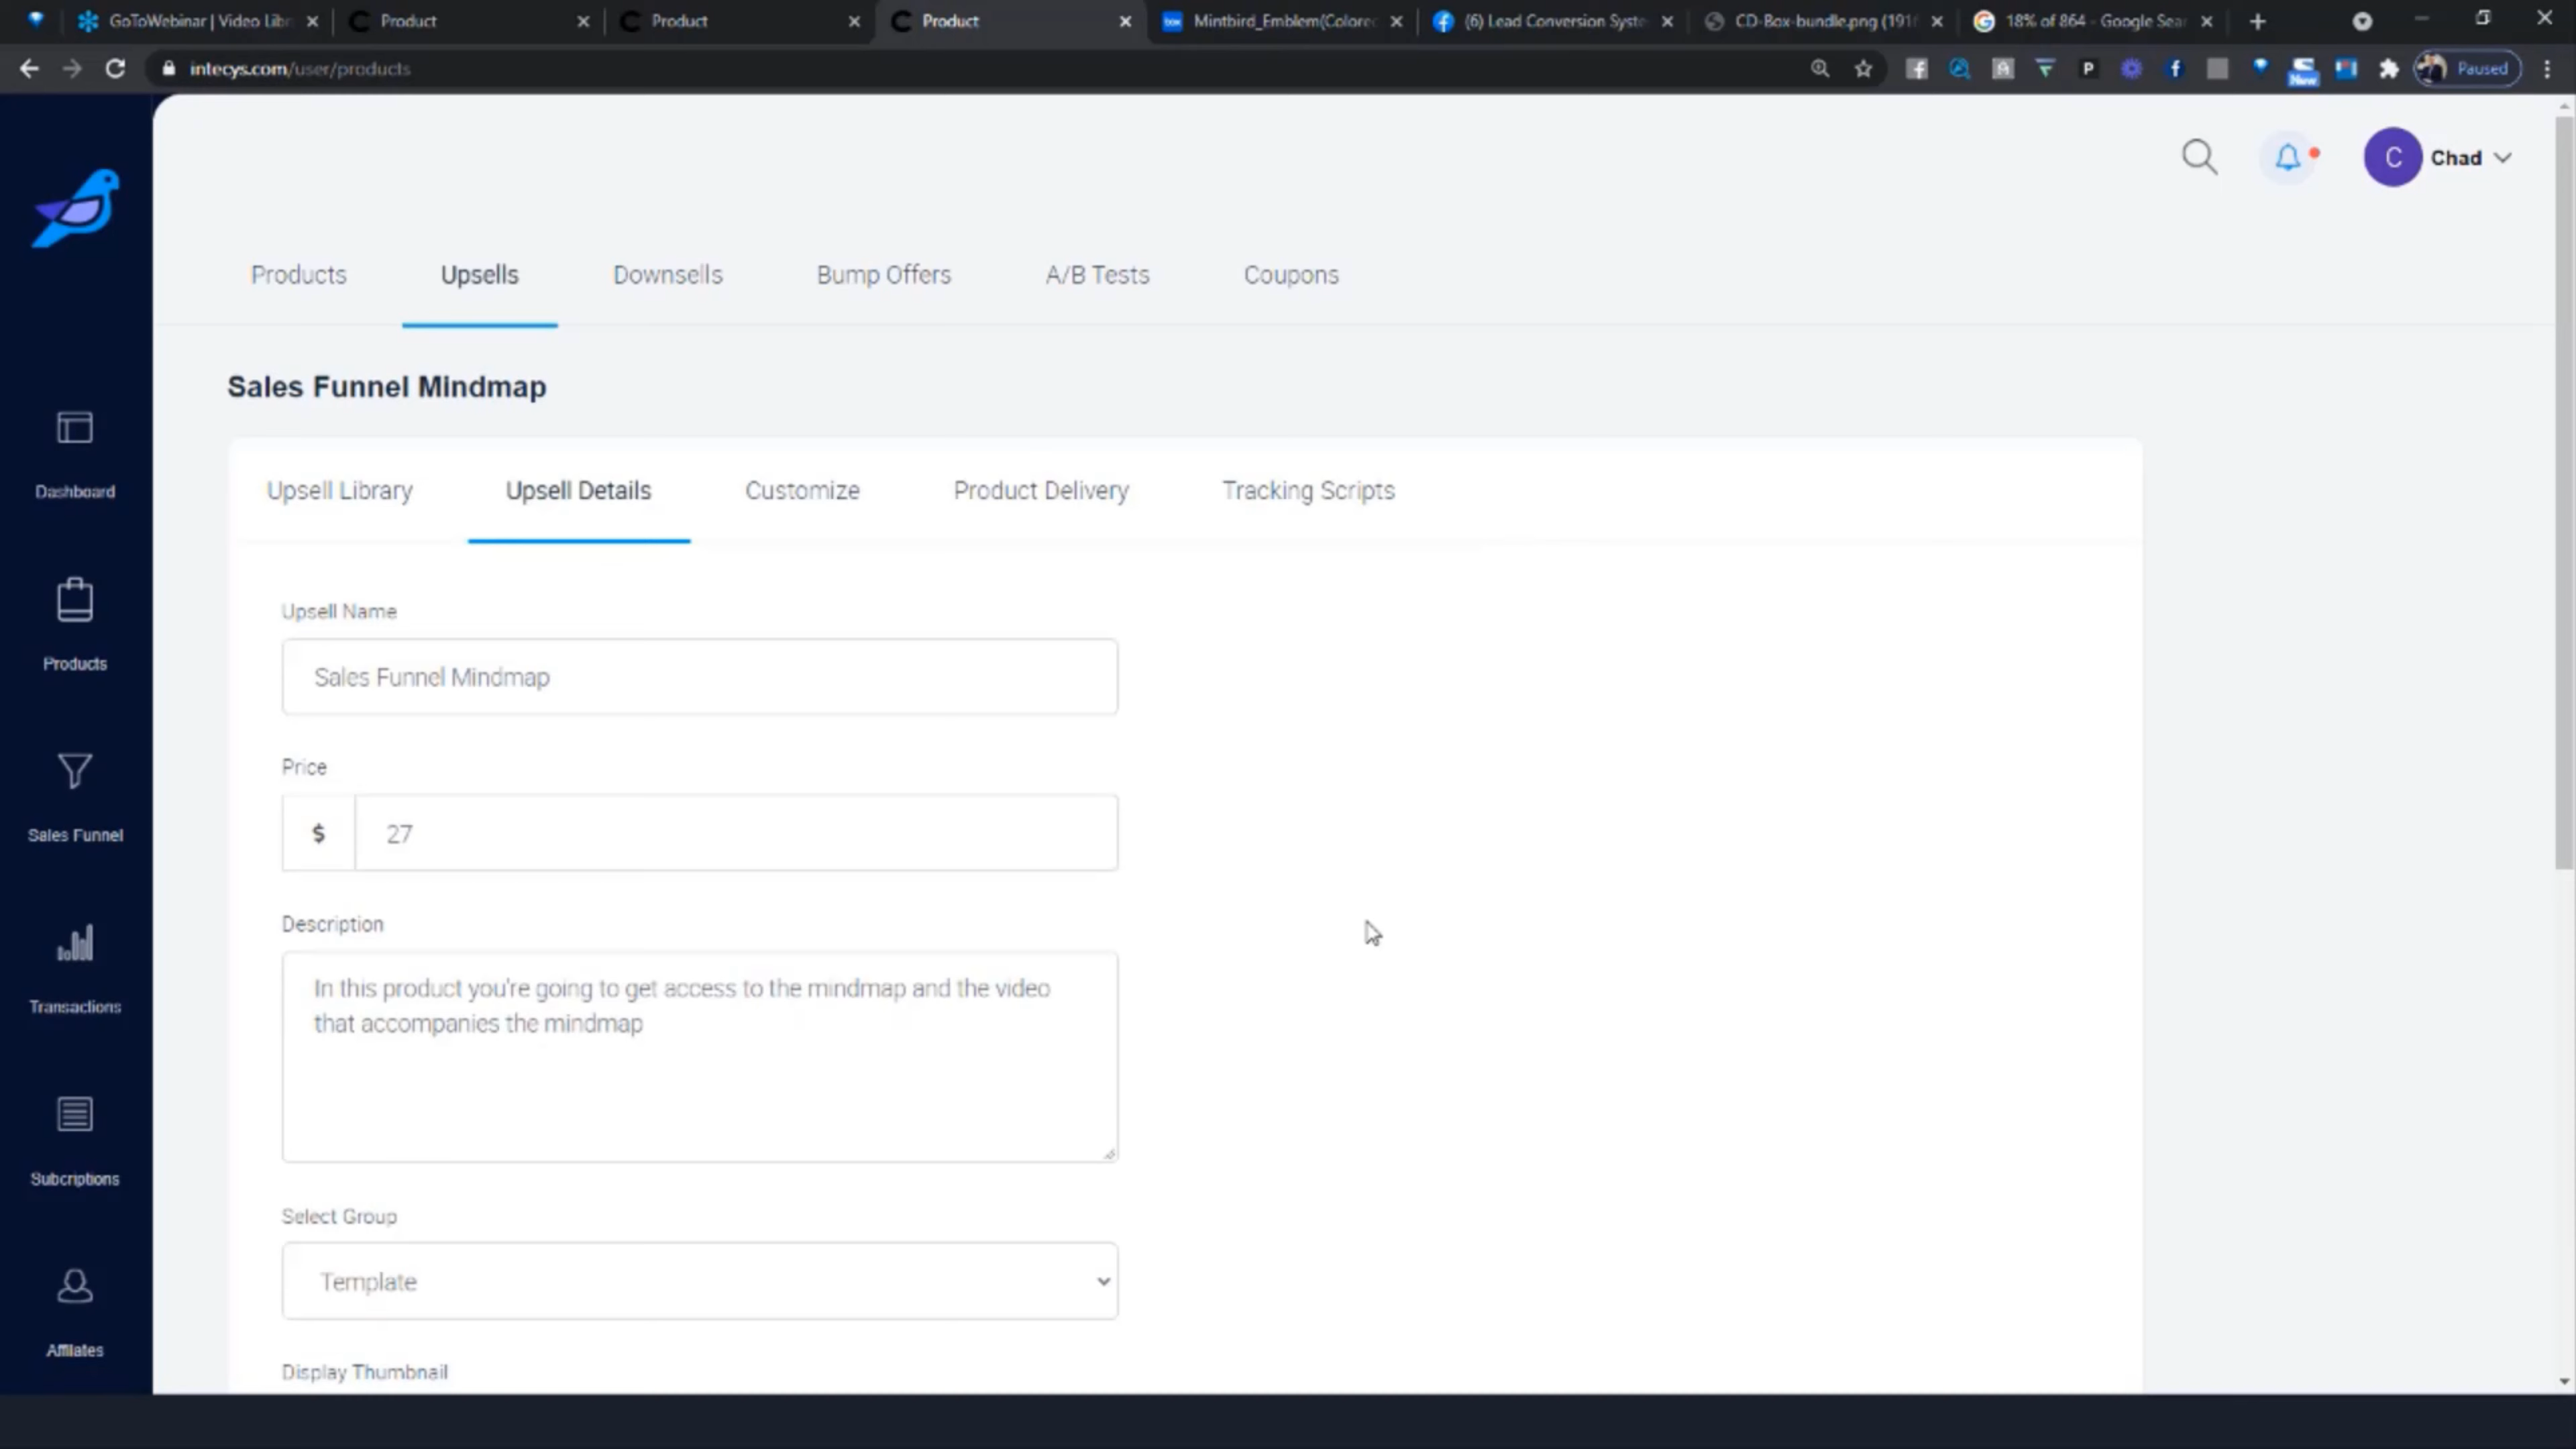 GoToWebinar | Video Libr
Product
Product
Product
Mintbird_Emblem(Colored
(6) Lead Conversion Syste
CD-Box-bundle.png (191
18% of 864 - Google Sear
intecys.com/user/products
P
New
Paused
C
Chad
Products
Upsells
Downsells
Bump Offers
A/B Tests
Coupons
Sales Funnel Mindmap
Dashboard
Products
Sales Funnel
Transactions
Subcriptions
Affliates
Upsell Library
Upsell Details
Customize
Product Delivery
Tracking Scripts
Upsell Name
Sales Funnel Mindmap
Price
$ 27
Description
In this product you're going to get access to the mindmap and the video
that accompanies the mindmap
Select Group
Template
Display Thumbnail